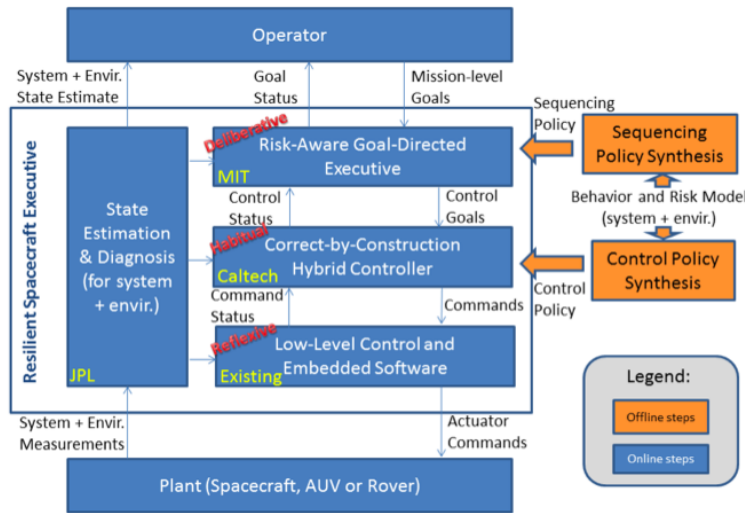 Operator
System + Envir.
State Estimate
Goal
Status
Mission-level
Goals
Sequencing
Policy
Resilient Spacecraft Executive
Deliberative
Risk-Aware Goal-Directed
Executive
MIT
Sequencing
Policy Synthesis
Control
Status
Control
Goals
Behavior and Risk Model
(system + envir.)
State
Estimation
& Diagnosis
(for system
+ envir.)
JPL
Habitual
Correct-by-Construction
Hybrid Controller
Caltech
Control Policy
Synthesis
Control
Policy
Command
Status
Commands
Reflexive
Low-Level Control and
Embedded Software
Existing
System + Envir.
Measurements
Actuator
Commands
Plant (Spacecraft, AUV or Rover)
Legend:
Offline steps
Online steps